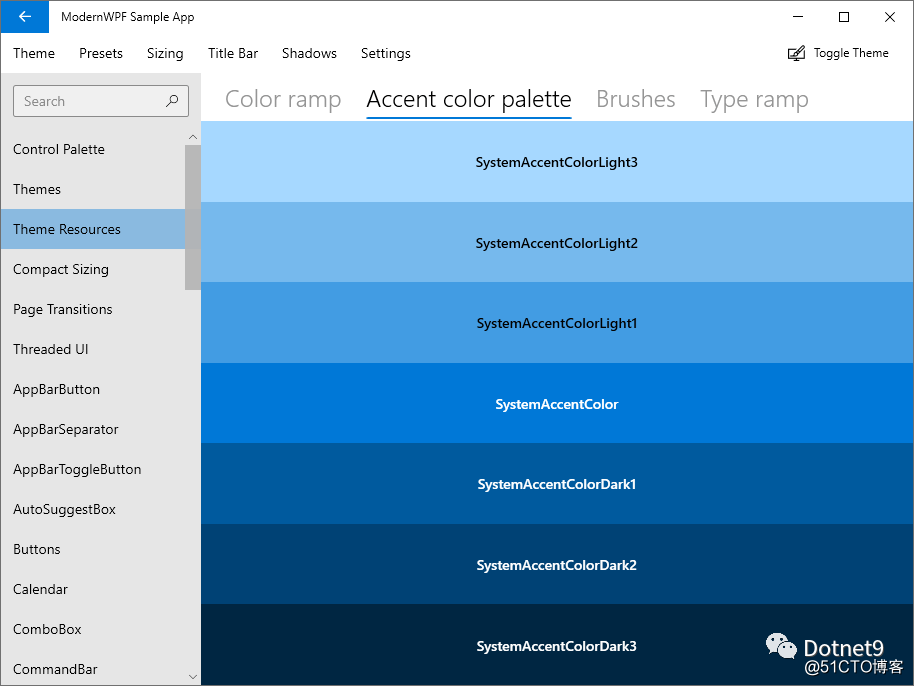 ModernWPF Sample App
Theme Presets Sizing Title Bar Shadows Settings Toggle Theme
Search
Control Palette
Themes
Theme Resources
Compact Sizing
Page Transitions
Threaded UI
AppBarButton
AppBarSeparator
AppBarToggleButton
AutoSuggestBox
Buttons
Calendar
ComboBox
CommandBar
Color ramp Accent color palette Brushes Type ramp
SystemAccentColorLight3
SystemAccentColorLight2
SystemAccentColorLight1
SystemAccentColor
SystemAccentColorDark1
SystemAccentColorDark2
SystemAccentColorDark3
Dotnet9
@51CTO博客